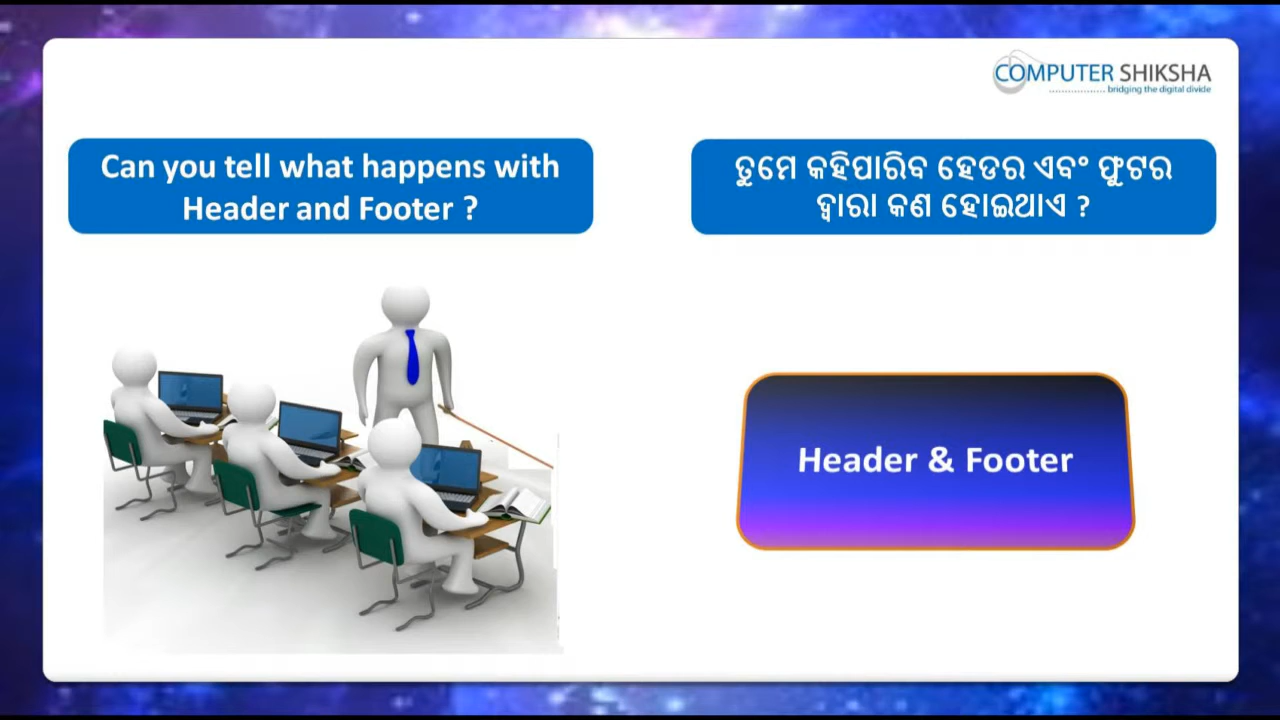 COMPUTER SHIKSHA
bridging the digital divide
Can you tell what happens with
Header and Footer ?
ତୁମେ କହିପାରିବ ହେଡର ଏବଂ ଫୁଟର
ଦ୍ୱାରା କଣ ହୋଇଥାଏ ?
Header & Footer